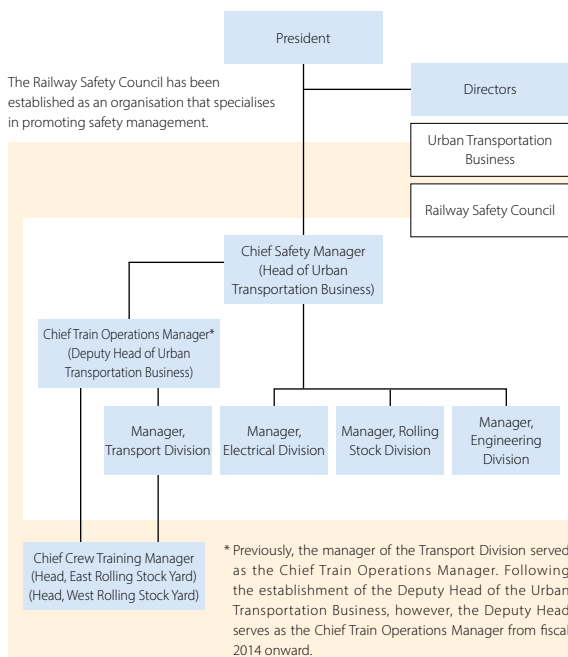 President
The Railway Safety Council has been
established as an organisation that specialises
in promoting safety management.
Directors
Urban Transportation
Business
Railway Safety Council
Chief Safety Manager
(Head of Urban
Transportation Business)
Chief Train Operations Manager*
(Deputy Head of Urban
Transportation Business)
Manager,
Transport Division
Manager,
Electrical Division
Manager, Rolling
Stock Division
Manager,
Engineering
Division
Chief Crew Training Manager
(Head, East Rolling Stock Yard)
(Head, West Rolling Stock Yard)
* Previously, the manager of the Transport Division served
as the Chief Train Operations Manager. Following
the establishment of the Deputy Head of the Urban
Transportation Business, however, the Deputy Head
serves as the Chief Train Operations Manager from fiscal
2014 onward.